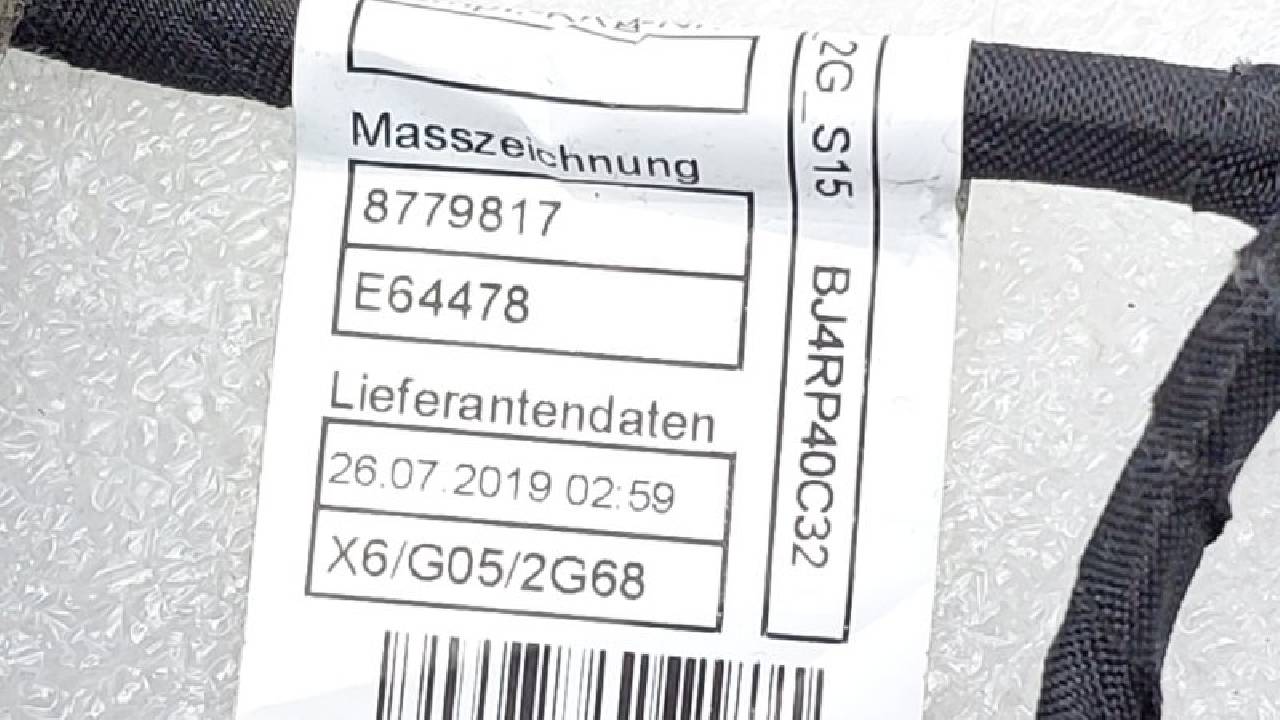 Masszeichnung
8779817
E64478
Lieferantendaten
26.07.2019 02:59
X6/G05/2G68
2G_S15 BJ4RP40C32